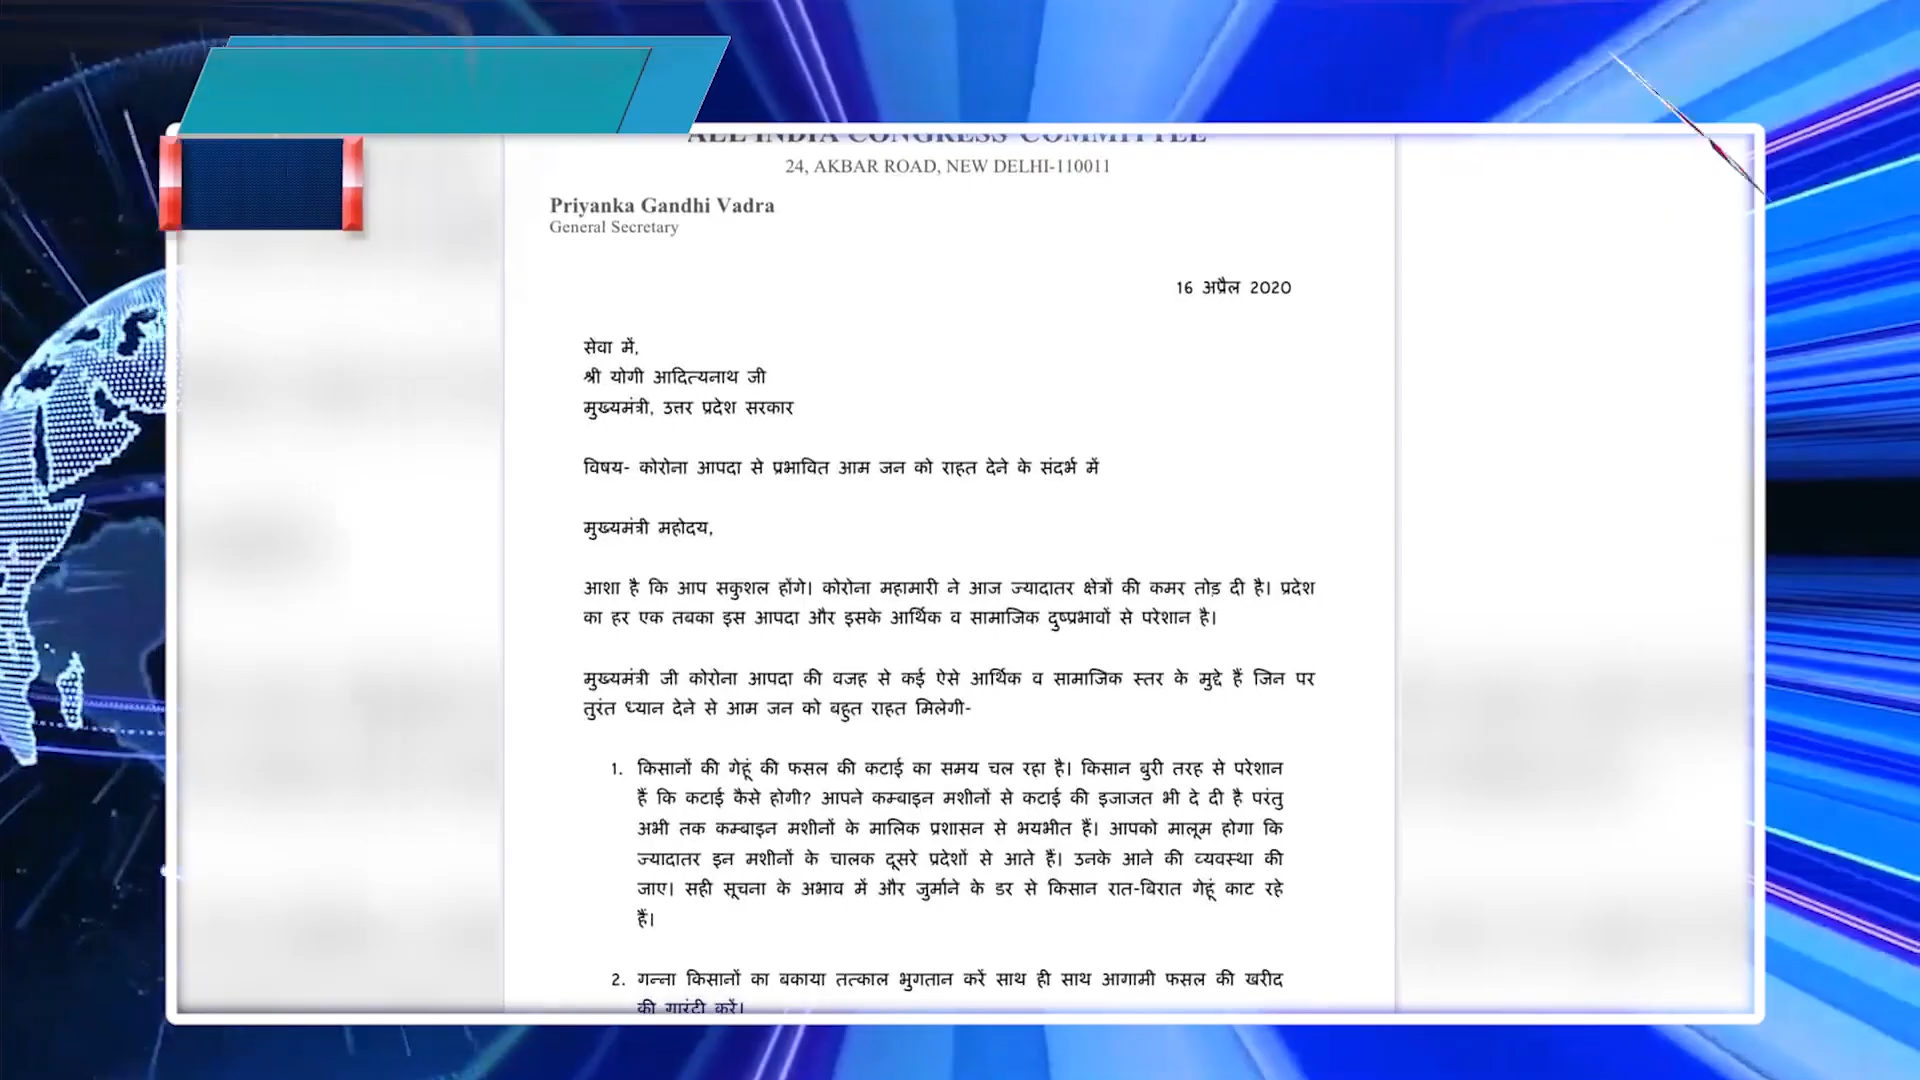 ALL INDIA CONGRESS COMMITTEE
24, AKBAR ROAD, NEW DELHI-110011
Priyanka Gandhi Vadra
General Secretary
16 अप्रैल 2020
सेवा में,
श्री योगी आदित्यनाथ जी
मुख्यमंत्री, उत्तर प्रदेश सरकार
विषय- कोरोना आपदा से प्रभावित आम जन को राहत देने के संदर्भ में
मुख्यमंत्री महोदय,
आशा है कि आप सकुशल होंगे। कोरोना महामारी ने आज ज्यादातर क्षेत्रों की कमर तोड़ दी है। प्रदेश
का हर एक तबका इस आपदा और इसके आर्थिक व सामाजिक दुष्प्रभावों से परेशान है।
मुख्यमंत्री जी कोरोना आपदा की वजह से कई ऐसे आर्थिक व सामाजिक स्तर के मुद्दे हैं जिन पर
तुरंत ध्यान देने से आम जन को बहुत राहत मिलेगी-
1. किसानों की गेहूं की फसल की कटाई का समय चल रहा है। किसान बुरी तरह से परेशान
हैं कि कटाई कैसे होगी? आपने कम्बाइन मशीनों से कटाई की इजाजत भी दे दी है परंतु
अभी तक कम्बाइन मशीनों के मालिक प्रशासन से भयभीत हैं। आपको मालूम होगा कि
ज्यादातर इन मशीनों के चालक दूसरे प्रदेशों से आते हैं। उनके आने की व्यवस्था की
जाए। सही सूचना के अभाव में और जुर्माने के डर से किसान रात-बिरात गेहूं काट रहे
हैं।
2. गन्ना किसानों का बकाया तत्काल भुगतान करें साथ ही साथ आगामी फसल की खरीद
की गारंटी करें।